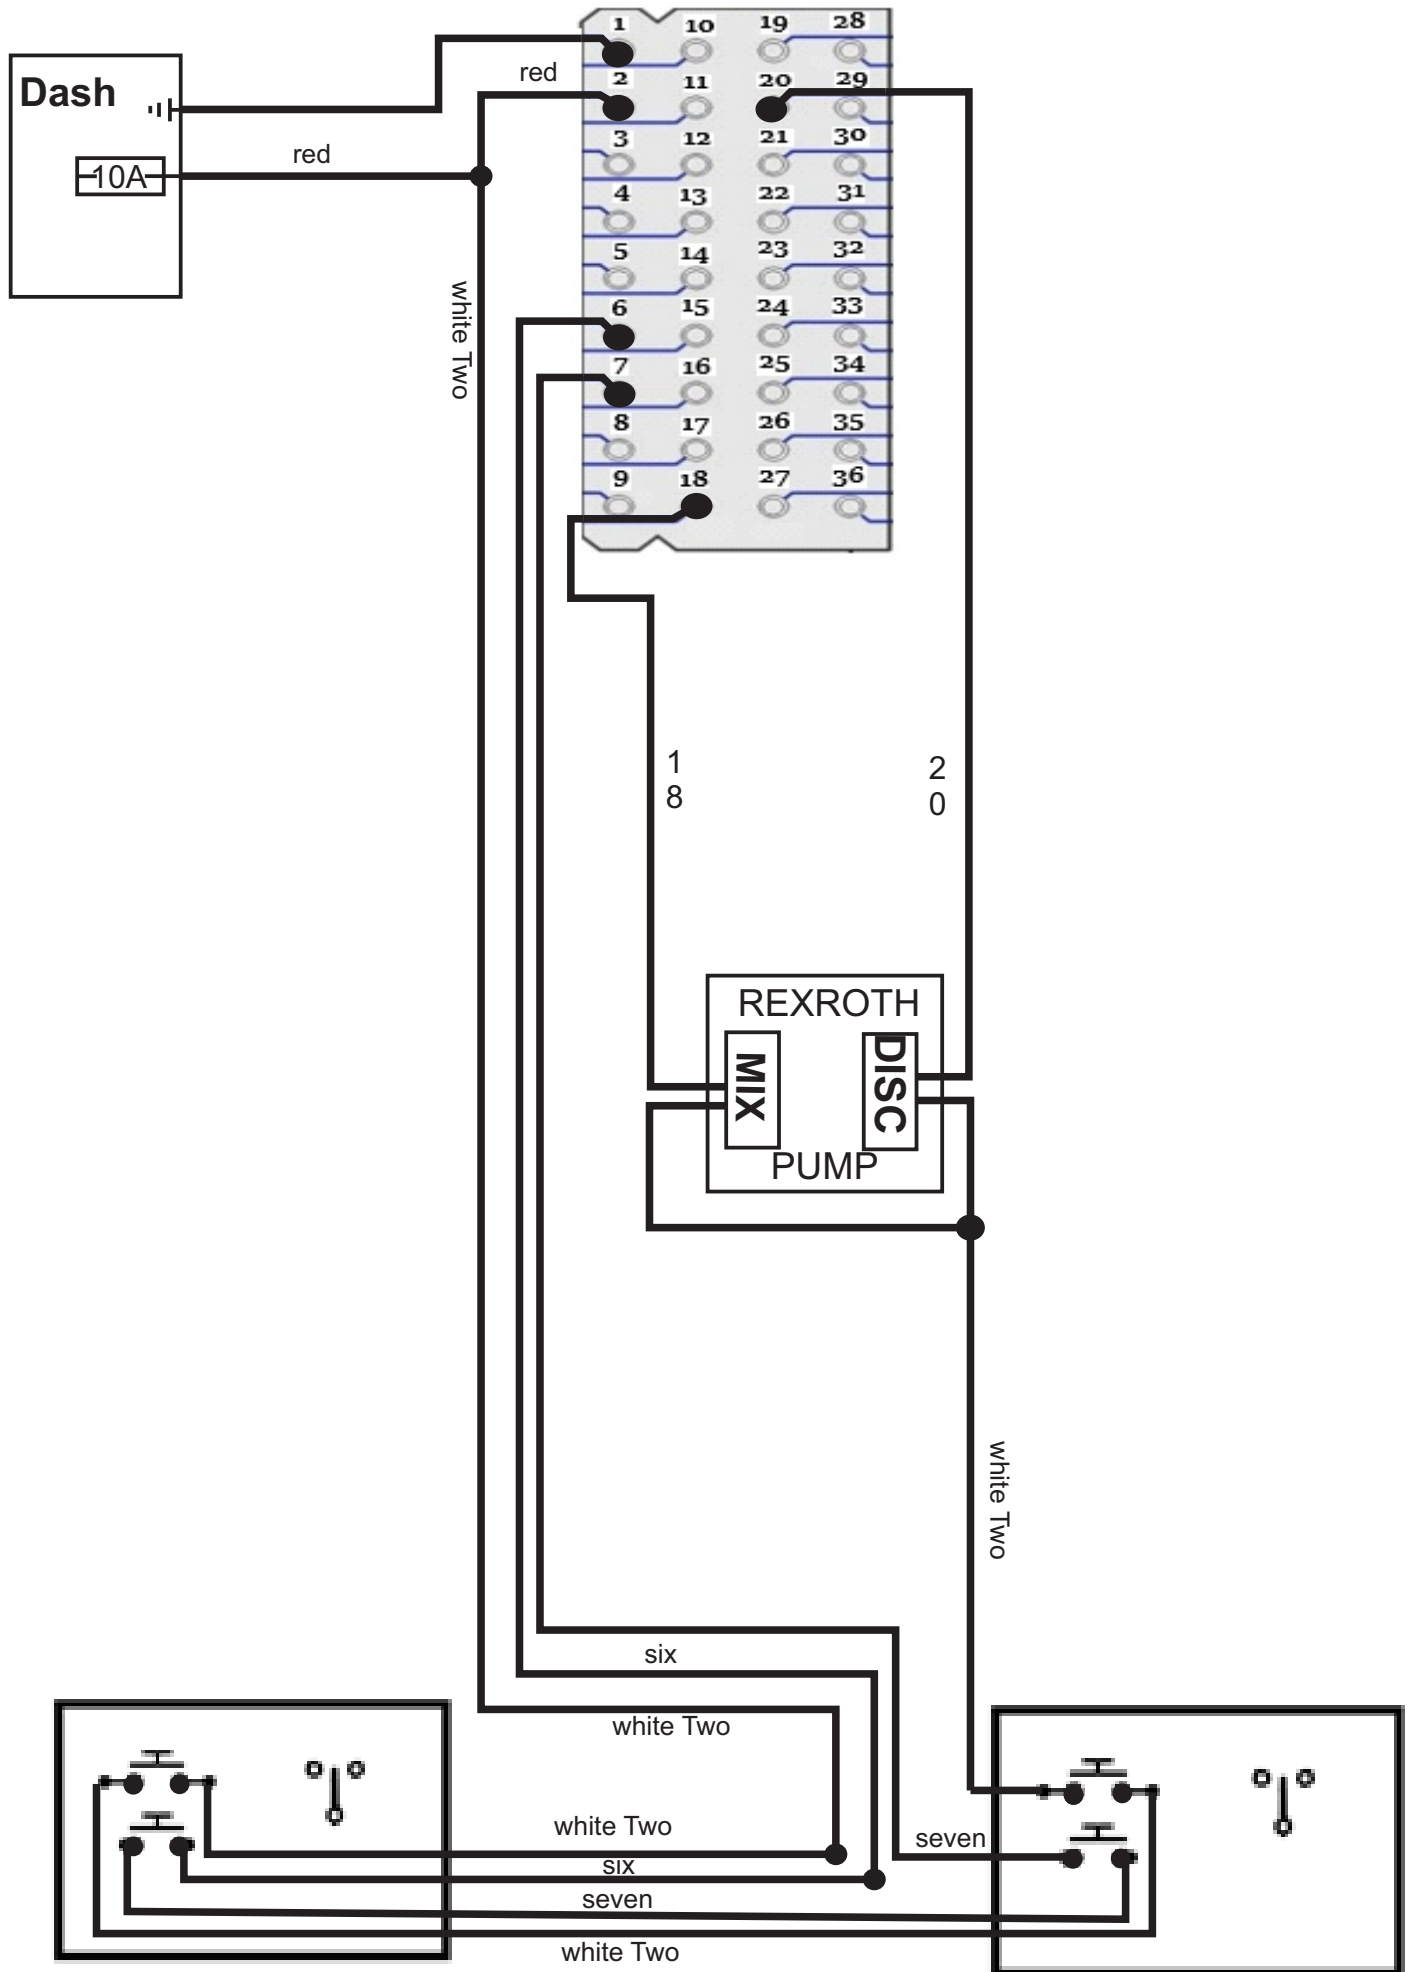 Dash
10A
red
red
white Two
1 10 19 28
2 11 20 29
3 12 21 30
4 13 22 31
5 14 23 32
6 15 24 33
7 16 25 34
8 17 26 35
9 18 27 36
1
8
2
0
REXROTH
MIX
DISC
PUMP
white Two
six
white Two
white Two
six
seven
seven
white Two